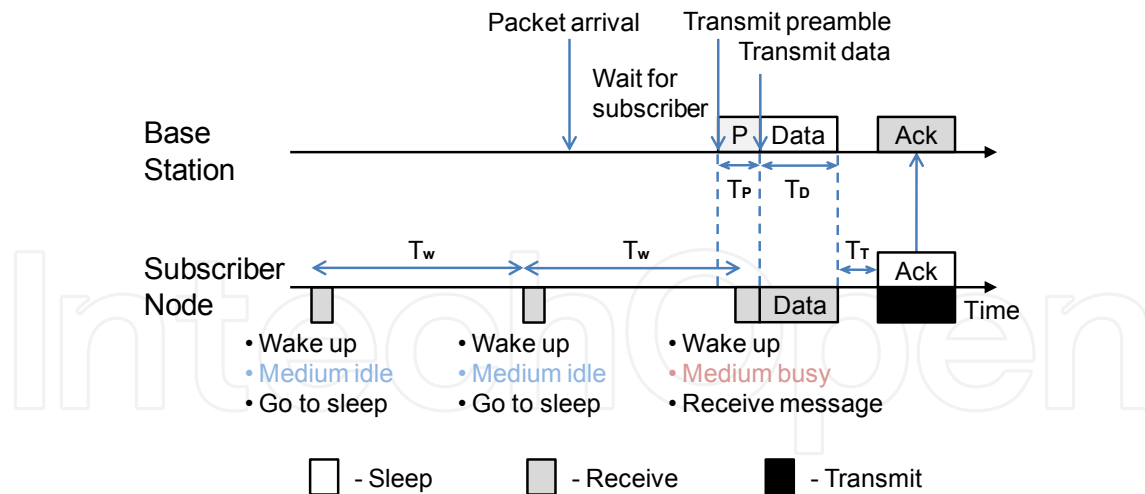 Packet arrival
Transmit preamble
Transmit data
Wait for
subscriber
Base
Station
P
Data
Ack
TP
TD
Tw
Tw
TT
Subscriber
Node
Ack
Data
Time
• Wake up
• Medium idle
• Go to sleep
• Wake up
• Medium idle
• Go to sleep
• Wake up
• Medium busy
• Receive message
- Sleep
- Receive
- Transmit
IntechOpen